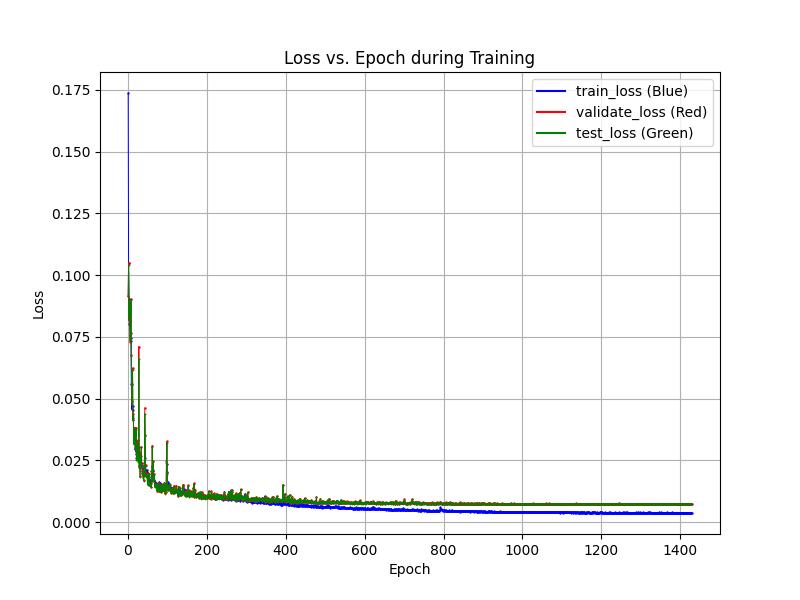 Loss vs. Epoch during Training
train_loss (Blue)
validate_loss (Red)
test_loss (Green)
0.175
0.150
0.125
0.100
0.075
0.050
0.025
0.000
Loss
0 200 400 600 800 1000 1200 1400
Epoch